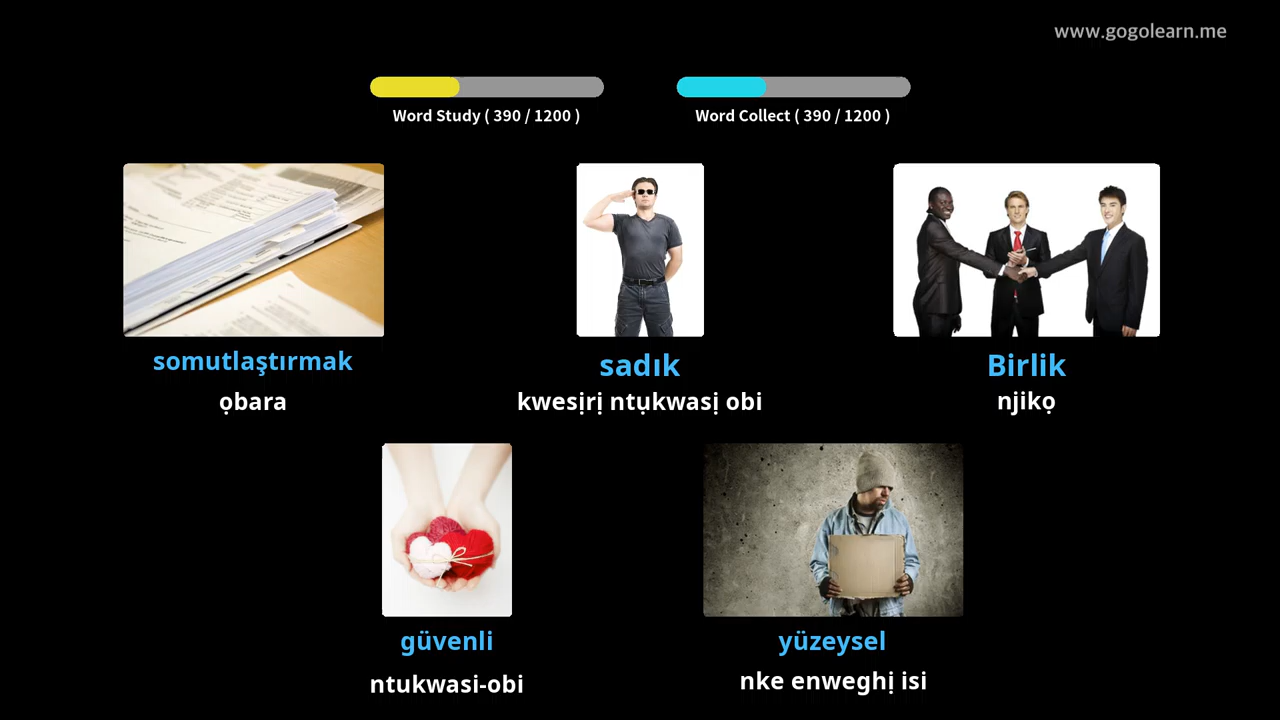 www.gogolearn.me
Word Study ( 390 / 1200 )
Word Collect ( 390 / 1200 )
somutlaştırmak
ọbara
sadık
kwesịrị ntụkwasị obi
Birlik
njikọ
güvenli
ntukwasi-obi
yüzeysel
nke enweghị isi